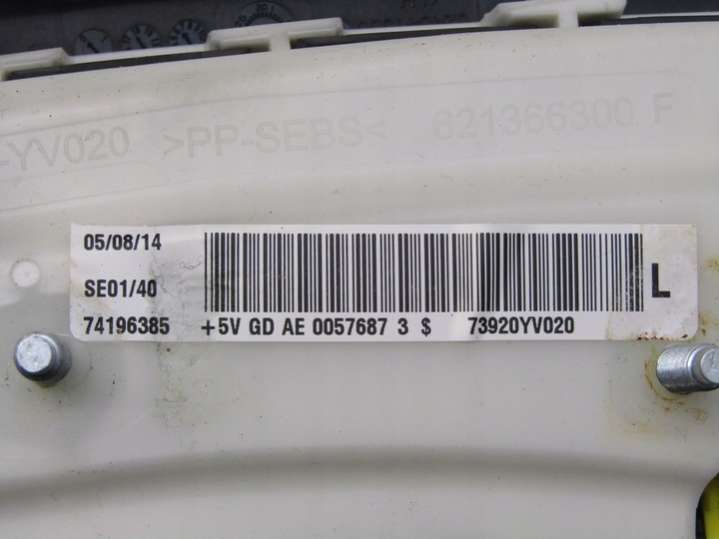 -YV020 >PP-SEBS< 621366300 F
05/08/14
SE01/40
L
74196385 +5V GD AE 0057687 3 $ 73920YV020